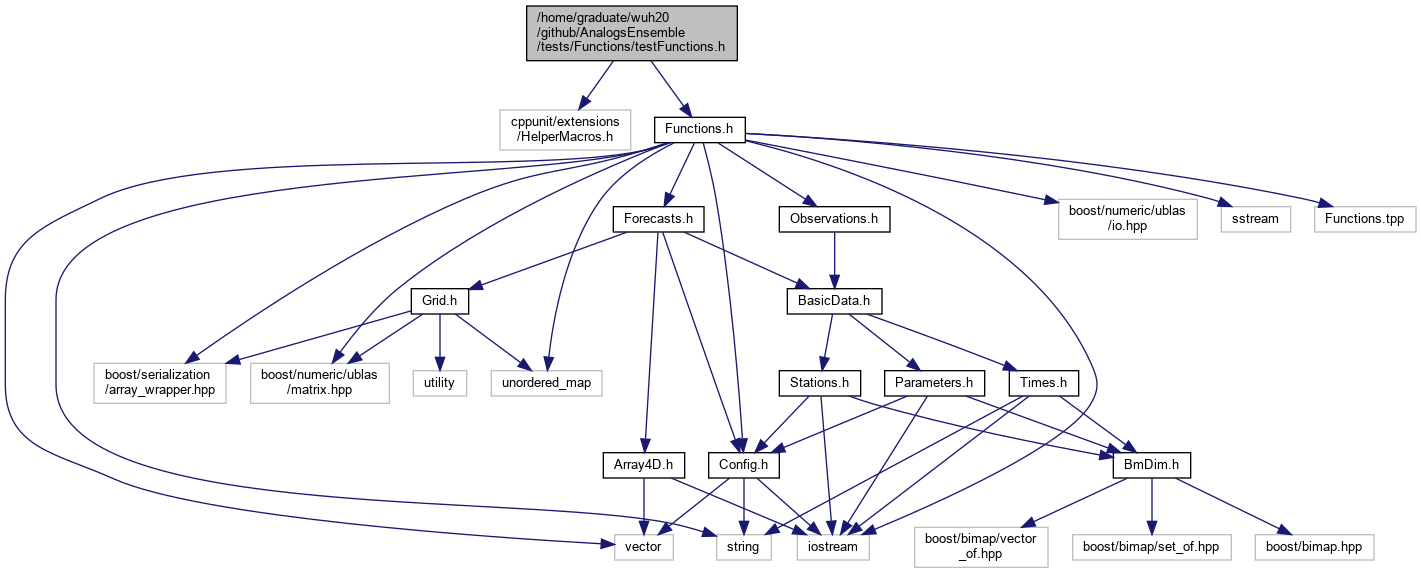 /home/graduate/wuh20
/github/AnalogsEnsemble
/tests/Functions/testFunctions.h
cppunit/extensions
/HelperMacros.h
Functions.h
Forecasts.h
Observations.h
boost/numeric/ublas
/io.hpp
sstream
Functions.tpp
Grid.h
BasicData.h
boost/serialization
/array_wrapper.hpp
boost/numeric/ublas
/matrix.hpp
utility
unordered_map
Stations.h
Parameters.h
Times.h
Array4D.h
Config.h
BmDim.h
vector
string
iostream
boost/bimap/vector
_of.hpp
boost/bimap/set_of.hpp
boost/bimap.hpp